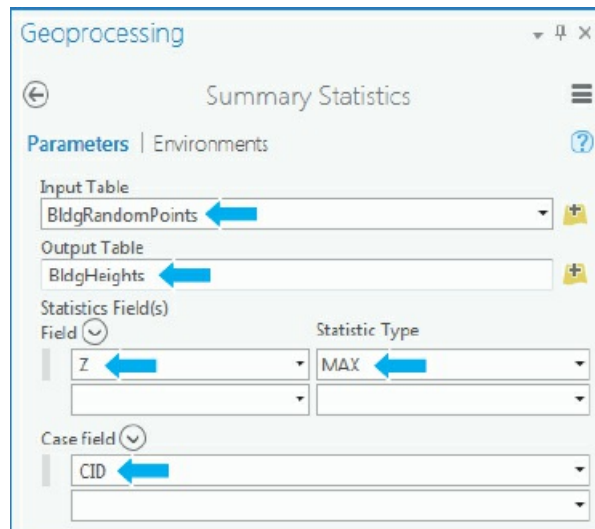 Geoprocessing
Summary Statistics
Parameters | Environments
?
Input Table
BldgRandomPoints
Output Table
BldgHeights
Statistics Field(s)
Field Statistic Type
Z MAX
Case field
CID